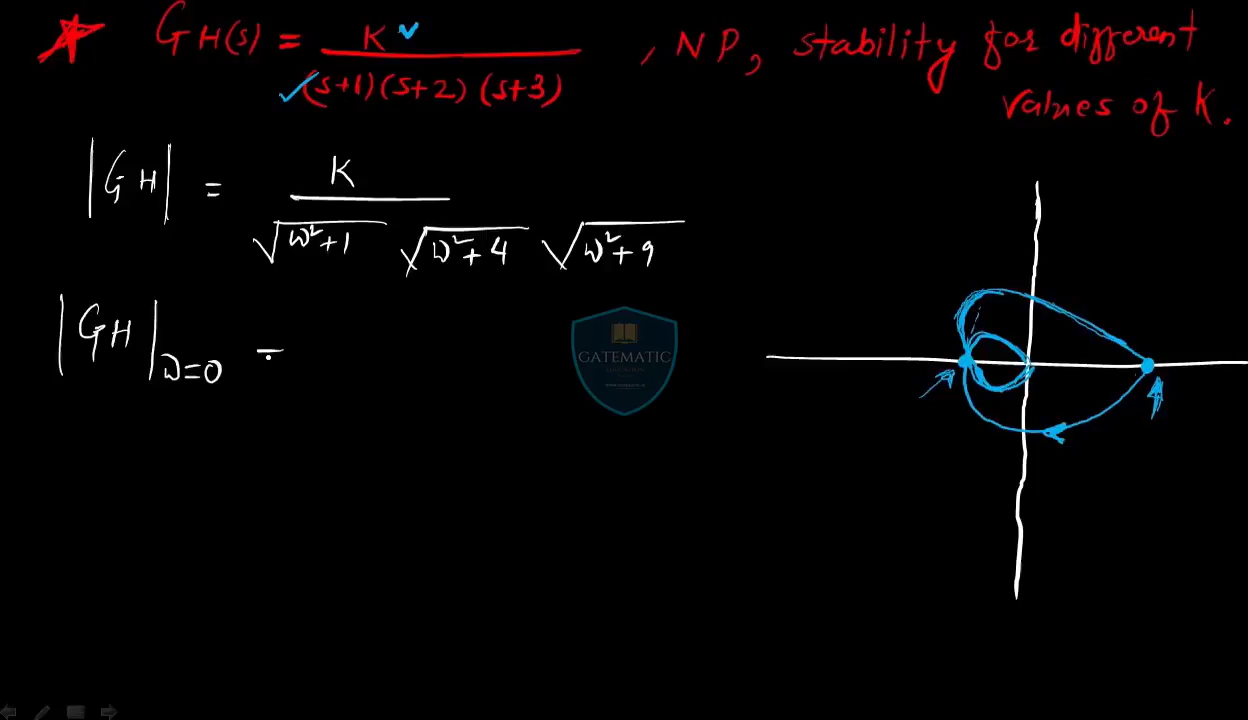 GH(s) = K / (s+1)(s+2)(s+3) , NP, stability for different
values of K.
|GH| = K / √ω²+1 √ω²+4 √ω²+9
|GH| ω=0 =
GATEMATIC